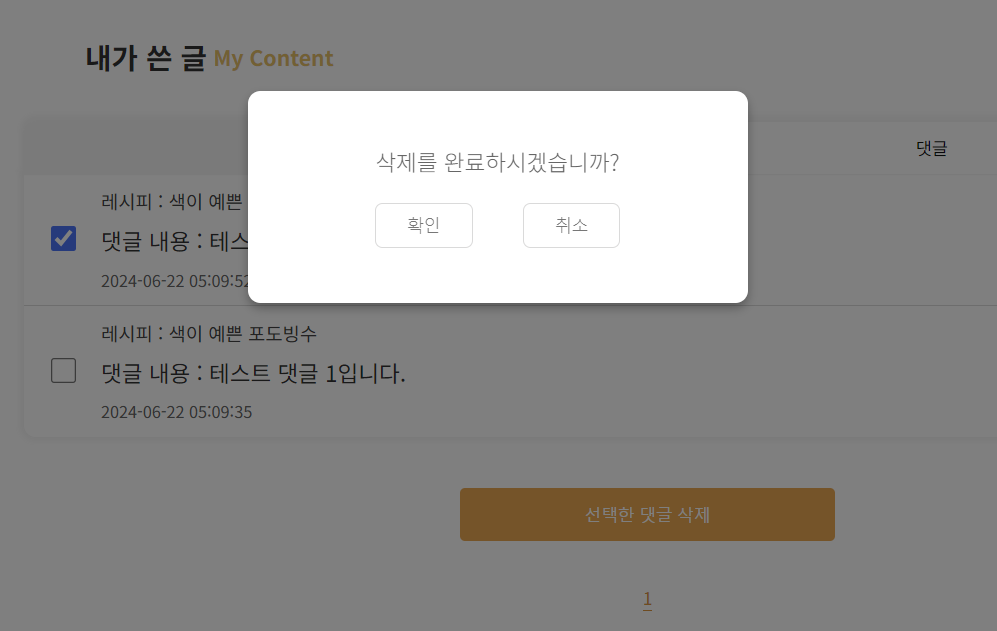 내가 쓴 글 My Content
댓글
삭제를 완료하시겠습니까?
확인 취소
레시피 : 색이 예쁜
댓글 내용 : 테스
2024-06-22 05:09:52
레시피 : 색이 예쁜 포도빙수
댓글 내용 : 테스트 댓글 1입니다.
2024-06-22 05:09:35
선택한 댓글 삭제
1